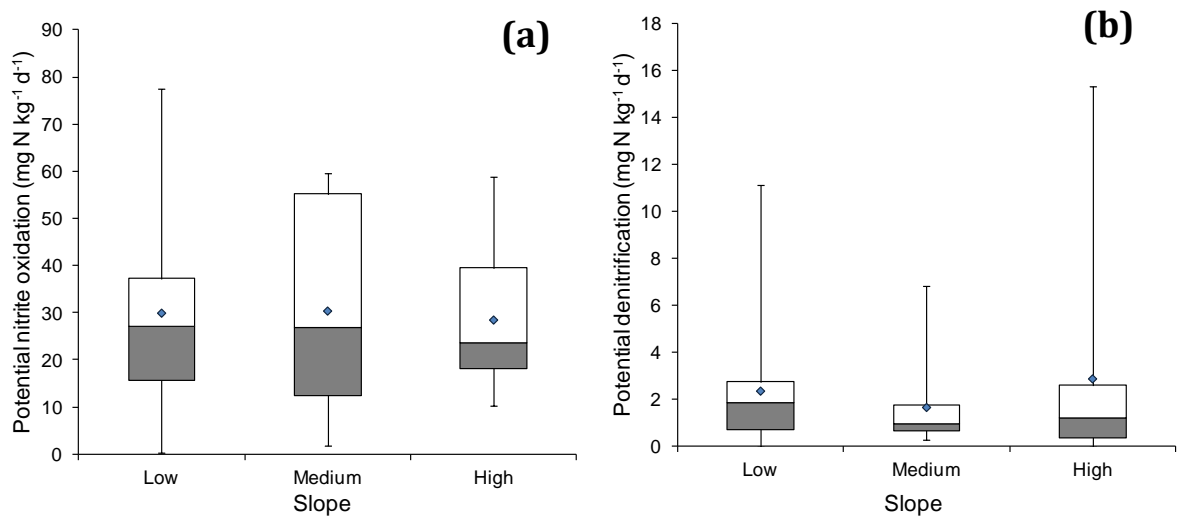 (a)
Potential nitrite oxidation (mg N kg-1 d-1)
90
80
70
60
50
40
30
20
10
0
Low Medium High
Slope
(b)
Potential denitrification (mg N kg-1 d-1)
18
16
14
12
10
8
6
4
2
0
Low Medium High
Slope